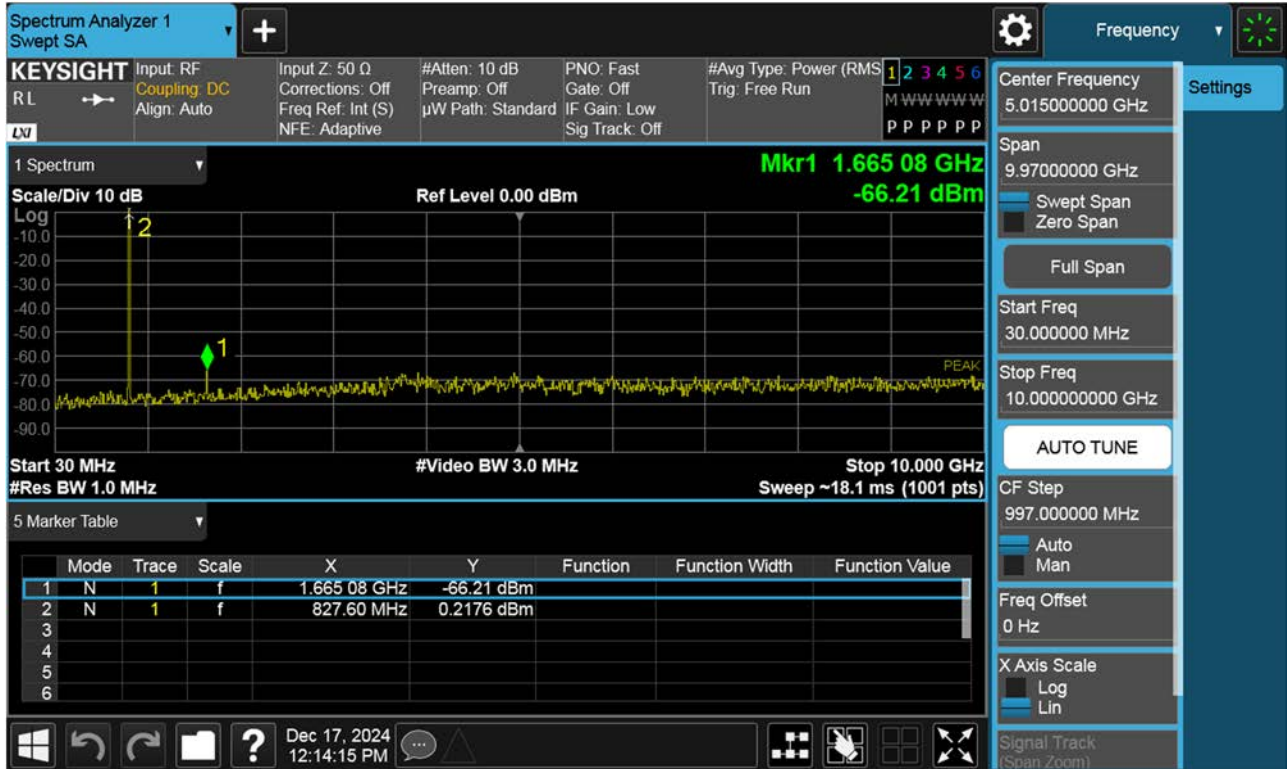 Spectrum Analyzer 1
Swept SA
+
Frequency
KEYSIGHT
RL
LXI
Input: RF
Coupling: DC
Align: Auto
Input Z: 50 Ω
Corrections: Off
Freq Ref: Int (S)
NFE: Adaptive
#Atten: 10 dB
Preamp: Off
µW Path: Standard
PNO: Fast
Gate: Off
IF Gain: Low
Sig Track: Off
#Avg Type: Power (RMS
Trig: Free Run
1 2 3 4 5 6
M W W W W W
P P P P P P
1 Spectrum
Mkr1 1.665 08 GHz
Scale/Div 10 dB
Ref Level 0.00 dBm
-66.21 dBm
Log
-10.0
-20.0
-30.0
-40.0
-50.0
-60.0
-70.0
-80.0
-90.0
2
1
PEAK
Start 30 MHz
#Video BW 3.0 MHz
Stop 10.000 GHz
#Res BW 1.0 MHz
Sweep ~18.1 ms (1001 pts)
5 Marker Table
Mode Trace Scale X Y Function Function Width Function Value
1 N 1 f 1.665 08 GHz -66.21 dBm
2 N 1 f 827.60 MHz 0.2176 dBm
3
4
5
6
?
Dec 17, 2024
12:14:15 PM
Center Frequency
5.015000000 GHz
Settings
Span
9.97000000 GHz
Swept Span
Zero Span
Full Span
Start Freq
30.000000 MHz
Stop Freq
10.000000000 GHz
AUTO TUNE
CF Step
997.000000 MHz
Auto
Man
Freq Offset
0 Hz
X Axis Scale
Log
Lin
Signal Track
(Span Zoom)